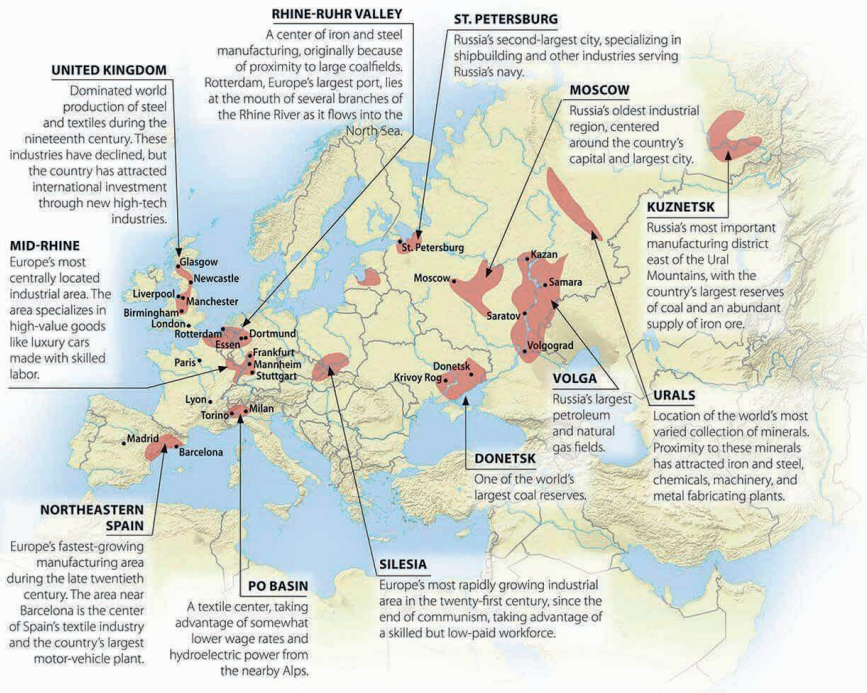 RHINE-RUHR VALLEY
A center of iron and steel
manufacturing, originally because
of proximity to large coalfields.
Rotterdam, Europe's largest port, lies
at the mouth of several branches of
the Rhine River as it flows into the
North Sea.
ST. PETERSBURG
Russia's second-largest city, specializing in
shipbuilding and other industries serving
Russia's navy.
UNITED KINGDOM
Dominated world
production of steel
and textiles during the
nineteenth century. These
industries have declined, but
the country has attracted
international investment
through new high-tech
industries.
MOSCOW
Russia's oldest industrial
region, centered
around the country's
capital and largest city.
KUZNETSK
Russia's most important
manufacturing district
east of the Ural
Mountains, with the
country's largest reserves
of coal and an abundant
supply of iron ore.
MID-RHINE
Europe's most
centrally located
industrial area. The
area specializes in
high-value goods
like luxury cars
made with skilled
labor.
Glasgow
Newcastle
Liverpool
Manchester
Birmingham
London
Rotterdam
Dortmund
Essen
Frankfurt
Mannheim
Stuttgart
Paris
Lyon
Torino
Milan
Madrid
Barcelona
St. Petersburg
Moscow
Kazan
Samara
Saratov
Volgograd
Donetsk
Krivoy Rog
VOLGA
Russia's largest
petroleum
and natural
gas fields.
URALS
Location of the world's most
varied collection of minerals.
Proximity to these minerals
has attracted iron and steel,
chemicals, machinery, and
metal fabricating plants.
DONETSK
One of the world's
largest coal reserves.
NORTHEASTERN
SPAIN
Europe's fastest-growing
manufacturing area
during the late twentieth
century. The area near
Barcelona is the center
of Spain's textile industry
and the country's largest
motor-vehicle plant.
PO BASIN
A textile center, taking
advantage of somewhat
lower wage rates and
hydroelectric power from
the nearby Alps.
SILESIA
Europe's most rapidly growing industrial
area in the twenty-first century, since the
end of communism, taking advantage of
a skilled but low-paid workforce.